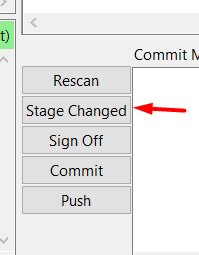 t)
Commit M
Rescan
Stage Changed
Sign Off
Commit
Push